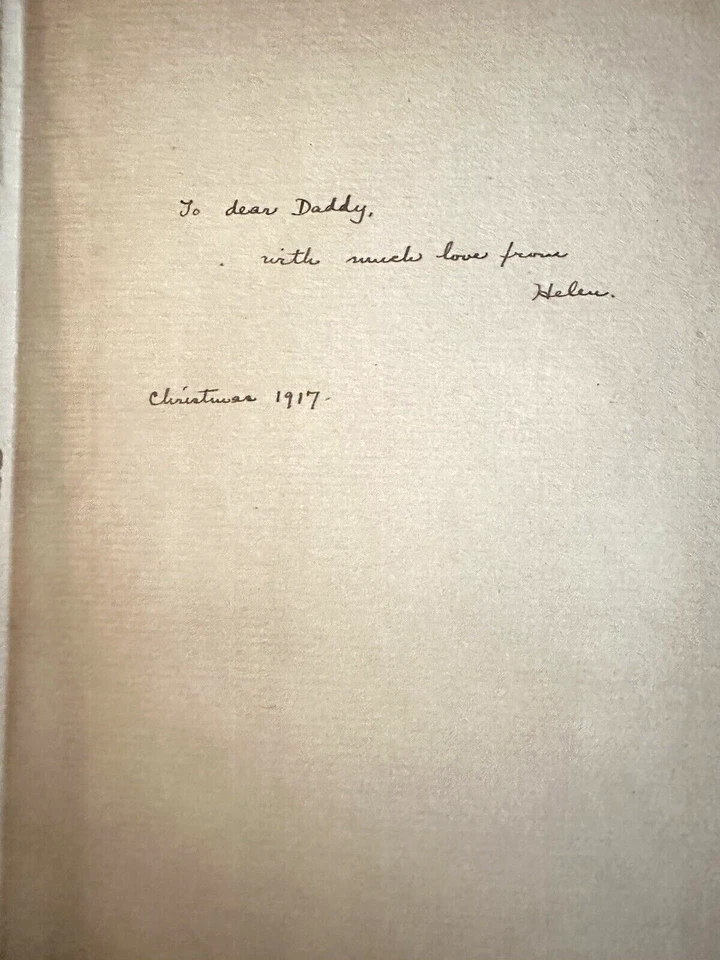 To dear Daddy,
with much love from
Helen.
Christmas 1917-